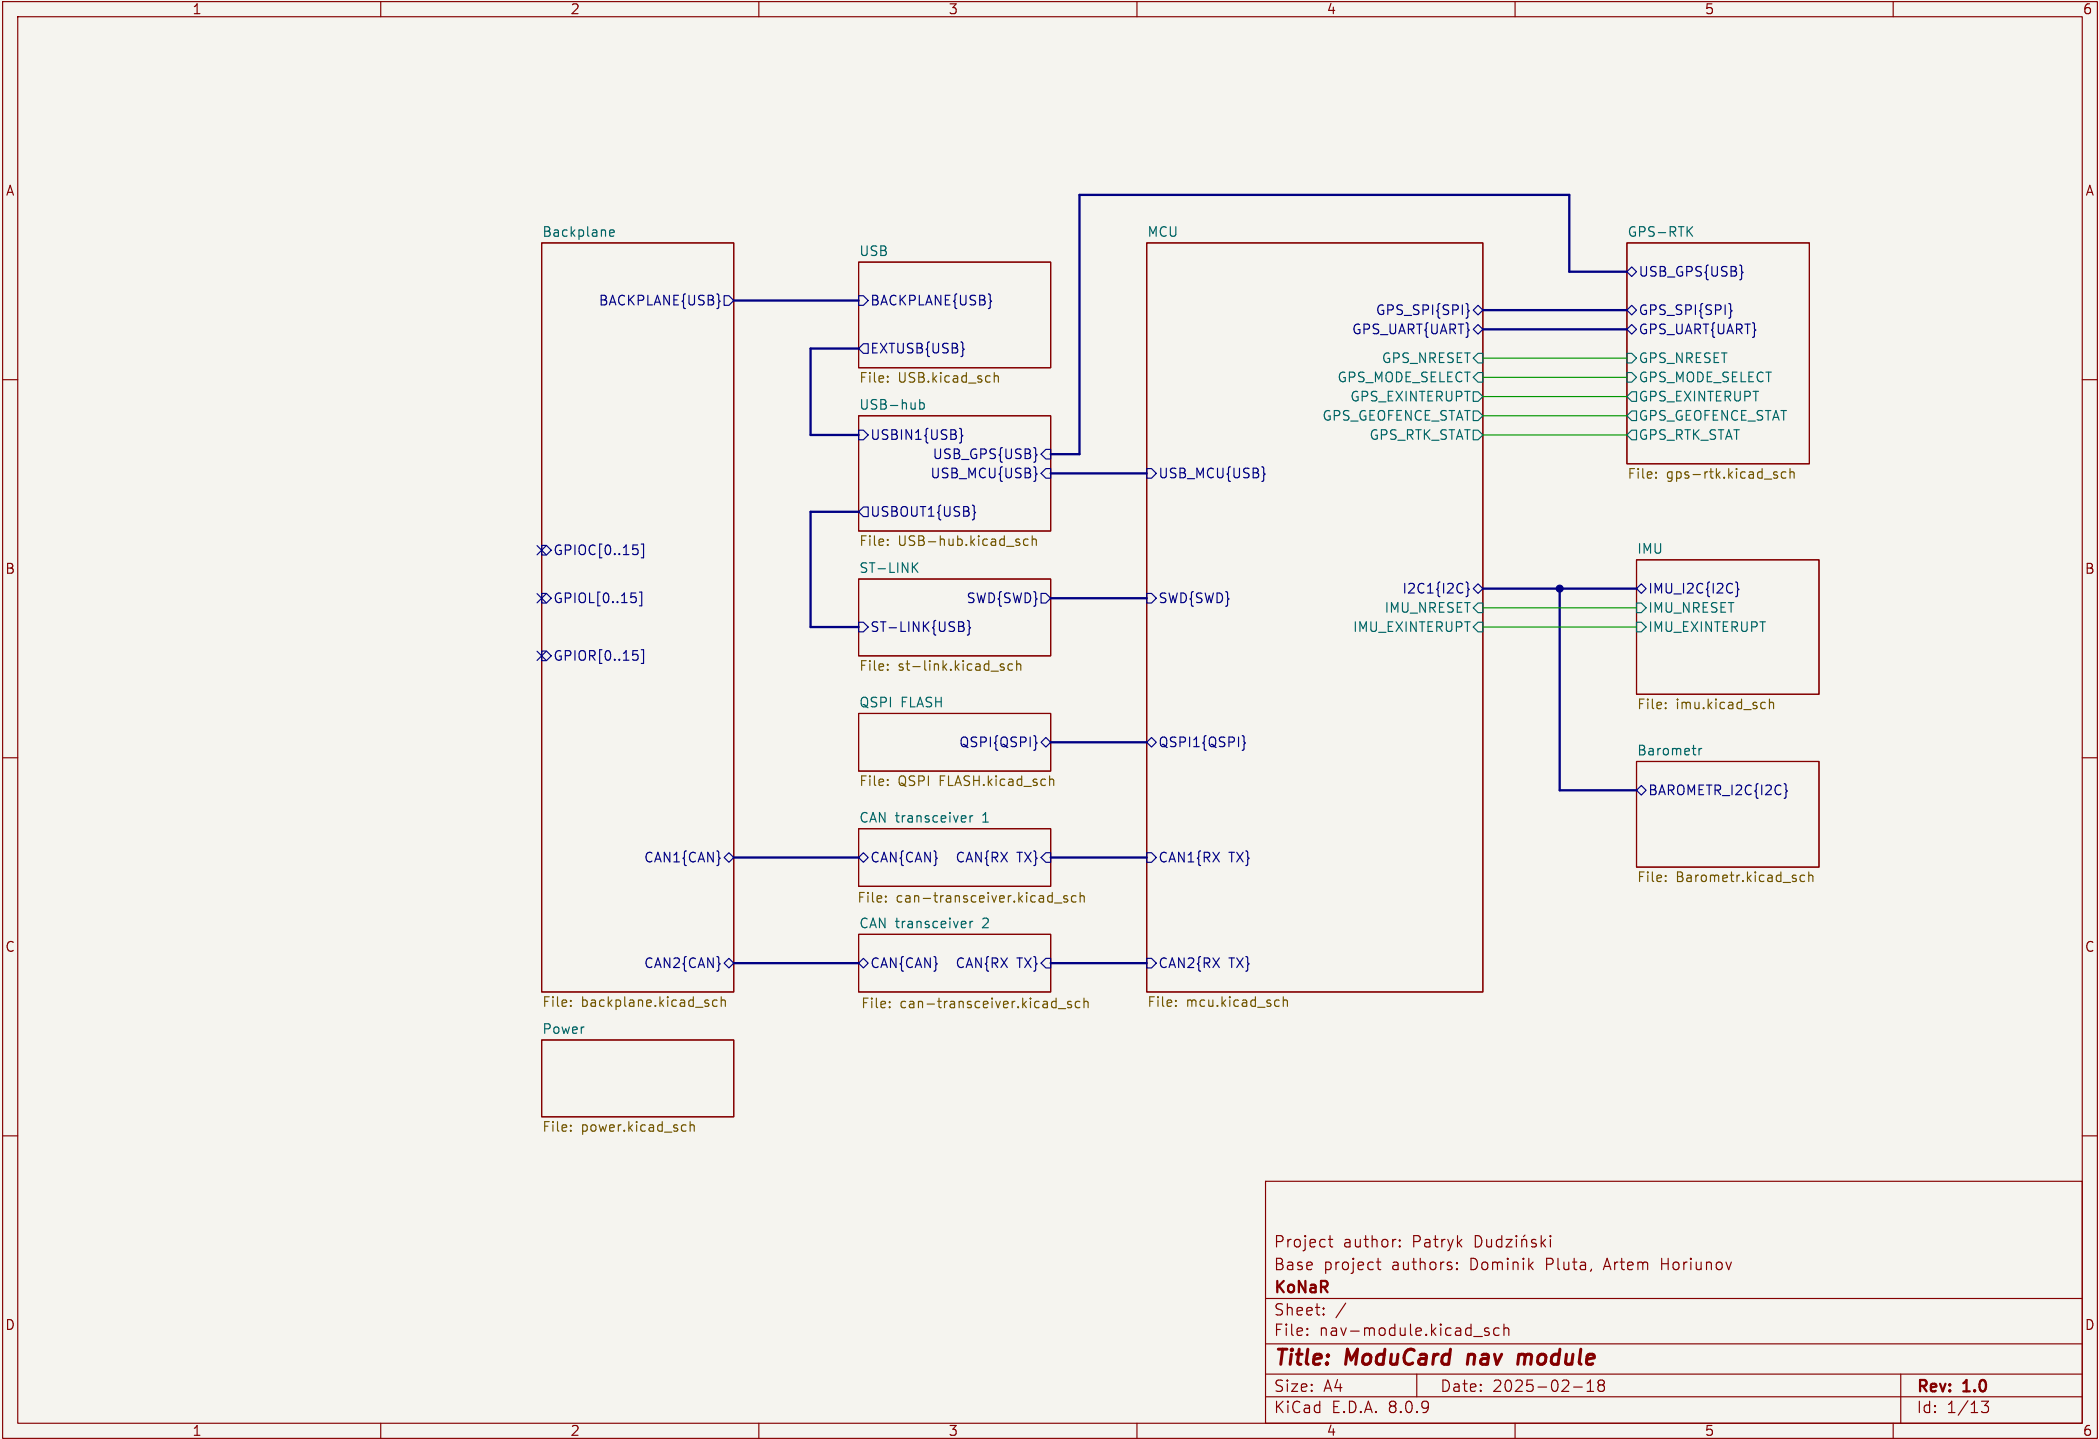 1 2 3 4 5 6
A A
B B
C C
D D
Backplane
BACKPLANE{USB}
GPIOC[0..15]
GPIOL[0..15]
GPIOR[0..15]
CAN1{CAN}
CAN2{CAN}
File: backplane.kicad_sch
Power
File: power.kicad_sch
USB
BACKPLANE{USB}
EXTUSB{USB}
File: USB.kicad_sch
USB-hub
USBIN1{USB}
USB_GPS{USB}
USB_MCU{USB}
USBOUT1{USB}
File: USB-hub.kicad_sch
ST-LINK
SWD{SWD}
ST-LINK{USB}
File: st-link.kicad_sch
QSPI FLASH
QSPI{QSPI}
File: QSPI FLASH.kicad_sch
CAN transceiver 1
CAN{CAN} CAN{RX TX}
File: can-transceiver.kicad_sch
CAN transceiver 2
CAN{CAN} CAN{RX TX}
File: can-transceiver.kicad_sch
MCU
GPS_SPI{SPI}
GPS_UART{UART}
GPS_NRESET
GPS_MODE_SELECT
GPS_EXINTERUPT
GPS_GEOFENCE_STAT
GPS_RTK_STAT
USB_MCU{USB}
I2C1{I2C}
SWD{SWD}
IMU_NRESET
IMU_EXINTERUPT
QSPI1{QSPI}
CAN1{RX TX}
CAN2{RX TX}
File: mcu.kicad_sch
GPS-RTK
USB_GPS{USB}
GPS_SPI{SPI}
GPS_UART{UART}
GPS_NRESET
GPS_MODE_SELECT
GPS_EXINTERUPT
GPS_GEOFENCE_STAT
GPS_RTK_STAT
File: gps-rtk.kicad_sch
IMU
IMU_I2C{I2C}
IMU_NRESET
IMU_EXINTERUPT
File: imu.kicad_sch
Barometr
BAROMETR_I2C{I2C}
File: Barometr.kicad_sch
Project author: Patryk Dudziński
Base project authors: Dominik Pluta, Artem Horiunov
KoNaR
Sheet: /
File: nav-module.kicad_sch
Title: ModuCard nav module
Size: A4 Date: 2025-02-18 Rev: 1.0
KiCad E.D.A. 8.0.9 Id: 1/13
1 2 3 4 5 6